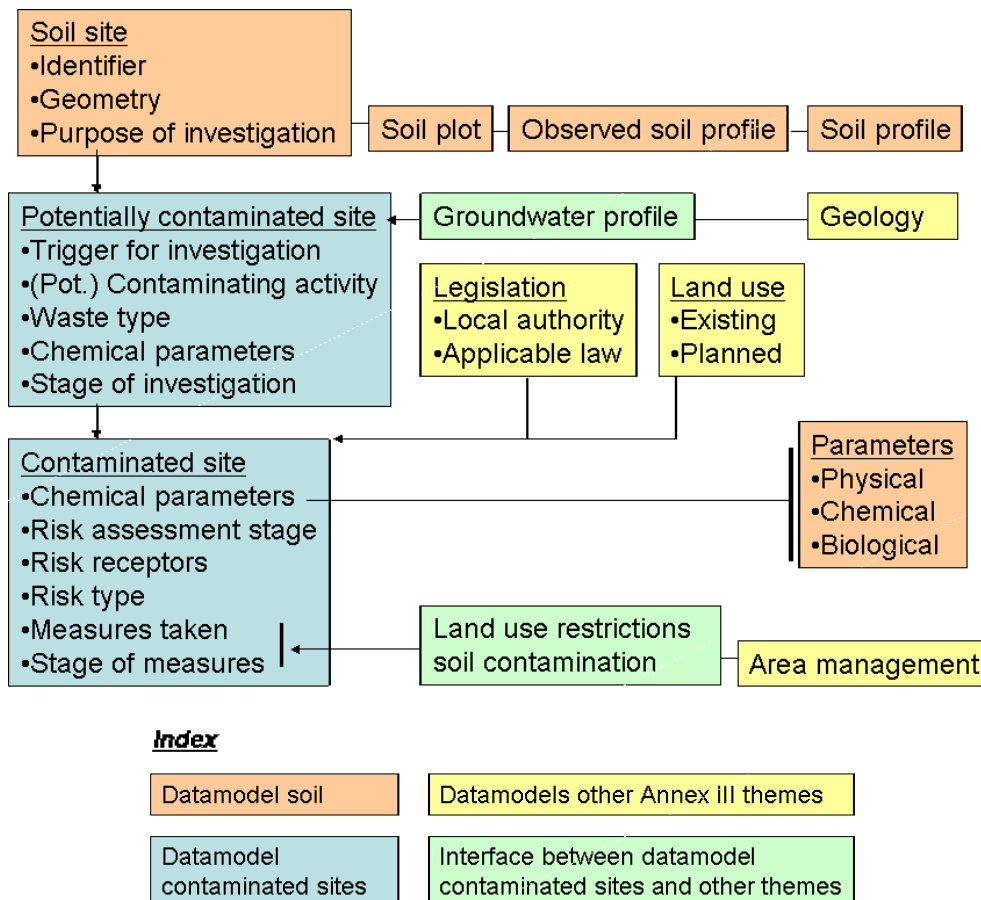 Soil site
•Identifier
•Geometry
•Purpose of investigation
Soil plot
Observed soil profile
Soil profile
Potentially contaminated site
•Trigger for investigation
•(Pot.) Contaminating activity
•Waste type
•Chemical parameters
•Stage of investigation
Groundwater profile
Geology
Legislation
•Local authority
•Applicable law
Land use
•Existing
•Planned
Contaminated site
•Chemical parameters
•Risk assessment stage
•Risk receptors
•Risk type
•Measures taken
•Stage of measures
Parameters
•Physical
•Chemical
•Biological
Land use restrictions
soil contamination
Area management
Index
Datamodel soil
Datamodels other Annex III themes
Datamodel
contaminated sites
Interface between datamodel
contaminated sites and other themes